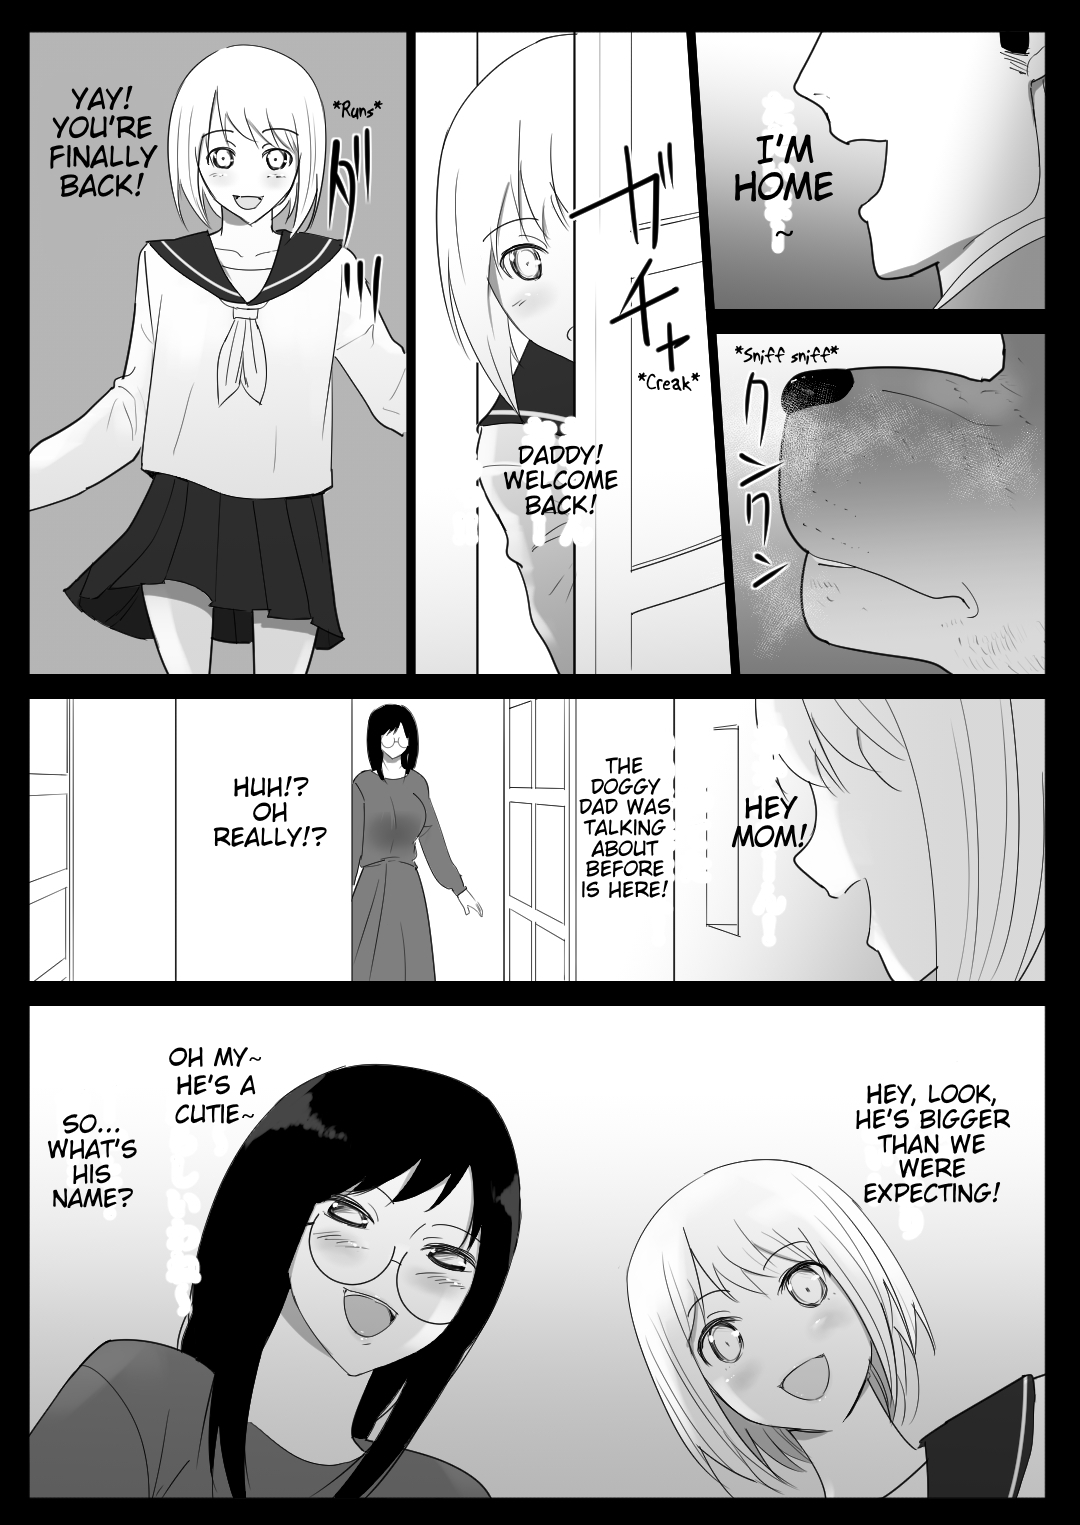 I'M
HOME
~
*Sniff sniff*
クンクン
ガチャ
*Creak*
DADDY!
WELCOME
BACK!
*Runs*
ダダッ
YAY!
YOU'RE
FINALLY
BACK!
HEY
MOM!
THE
DOGGY
DAD WAS
TALKING
ABOUT
BEFORE
IS HERE!
HUH!?
OH
REALLY!?
HEY, LOOK,
HE'S BIGGER
THAN WE
WERE
EXPECTING!
OH MY~
HE'S A
CUTIE~
SO...
WHAT'S
HIS
NAME?